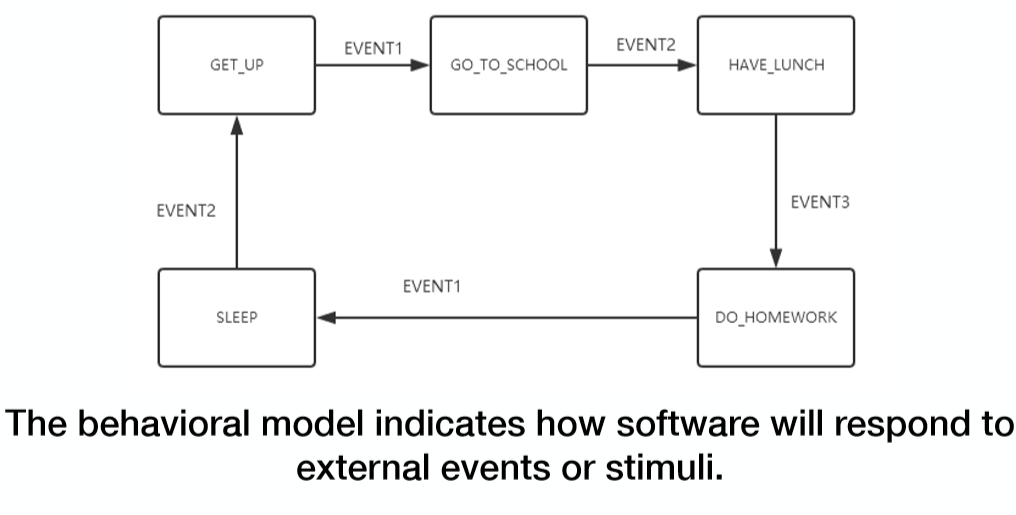 EVENT1
EVENT2
GET_UP
GO_TO_SCHOOL
HAVE_LUNCH
EVENT2
EVENT3
EVENT1
SLEEP
DO_HOMEWORK
The behavioral model indicates how software will respond to
external events or stimuli.